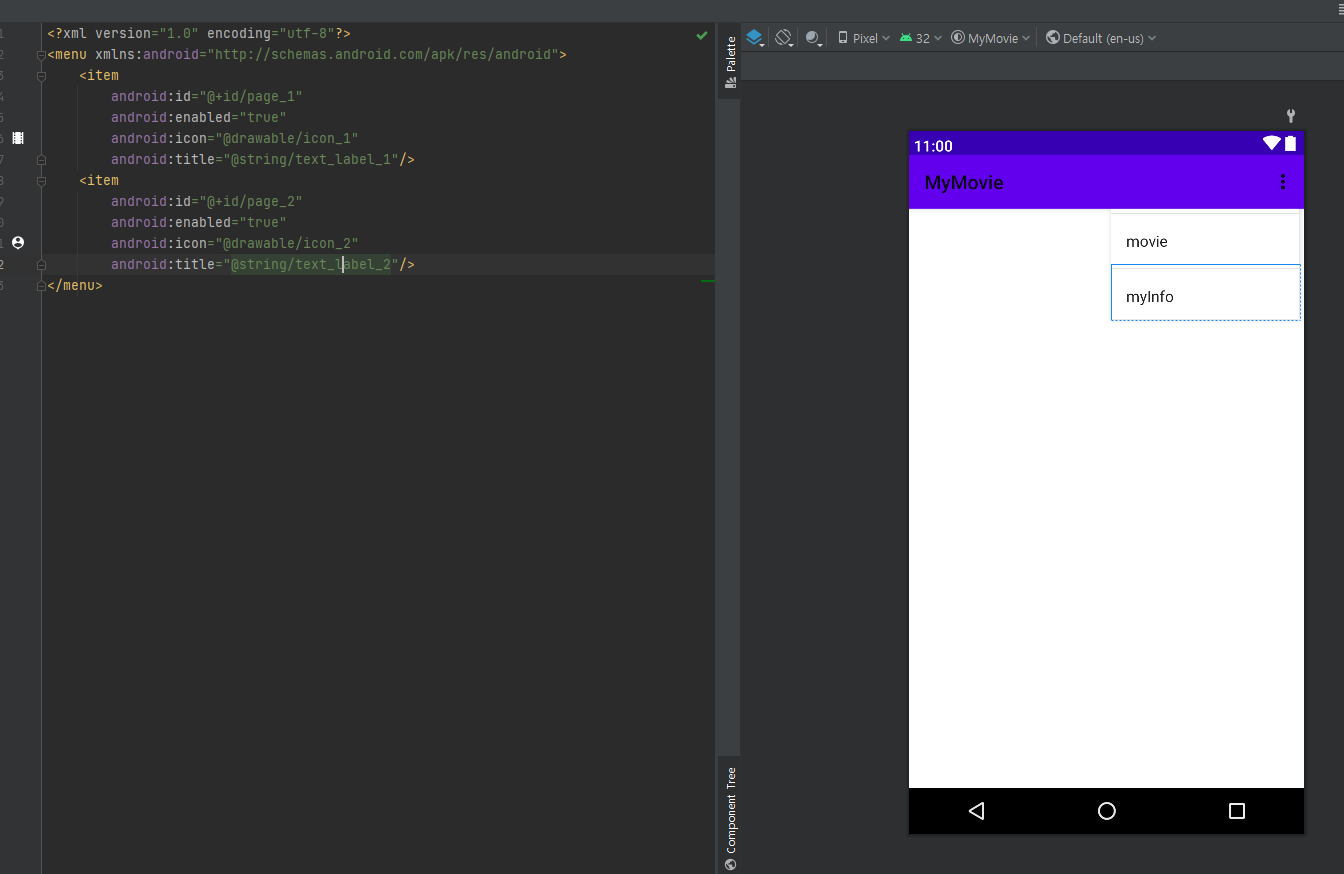 <?xml version="1.0" encoding="utf-8"?>
<menu xmlns:android="http://schemas.android.com/apk/res/android">
    <item
        android:id="@+id/page_1"
        android:enabled="true"
        android:icon="@drawable/icon_1"
        android:title="@string/text_label_1"/>
    <item
        android:id="@+id/page_2"
        android:enabled="true"
        android:icon="@drawable/icon_2"
        android:title="@string/text_label_2"/>
</menu>
Palette
Component Tree
Pixel 32 MyMovie Default (en-us)
11:00
MyMovie
movie
myInfo